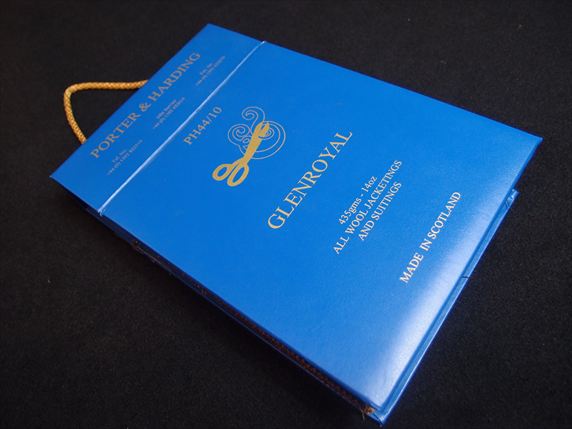 PORTER & HARDING
PH44/10
GLENROYAL
435gms - 14oz
ALL WOOL JACKETINGS
AND SUITINGS
MADE IN SCOTLAND